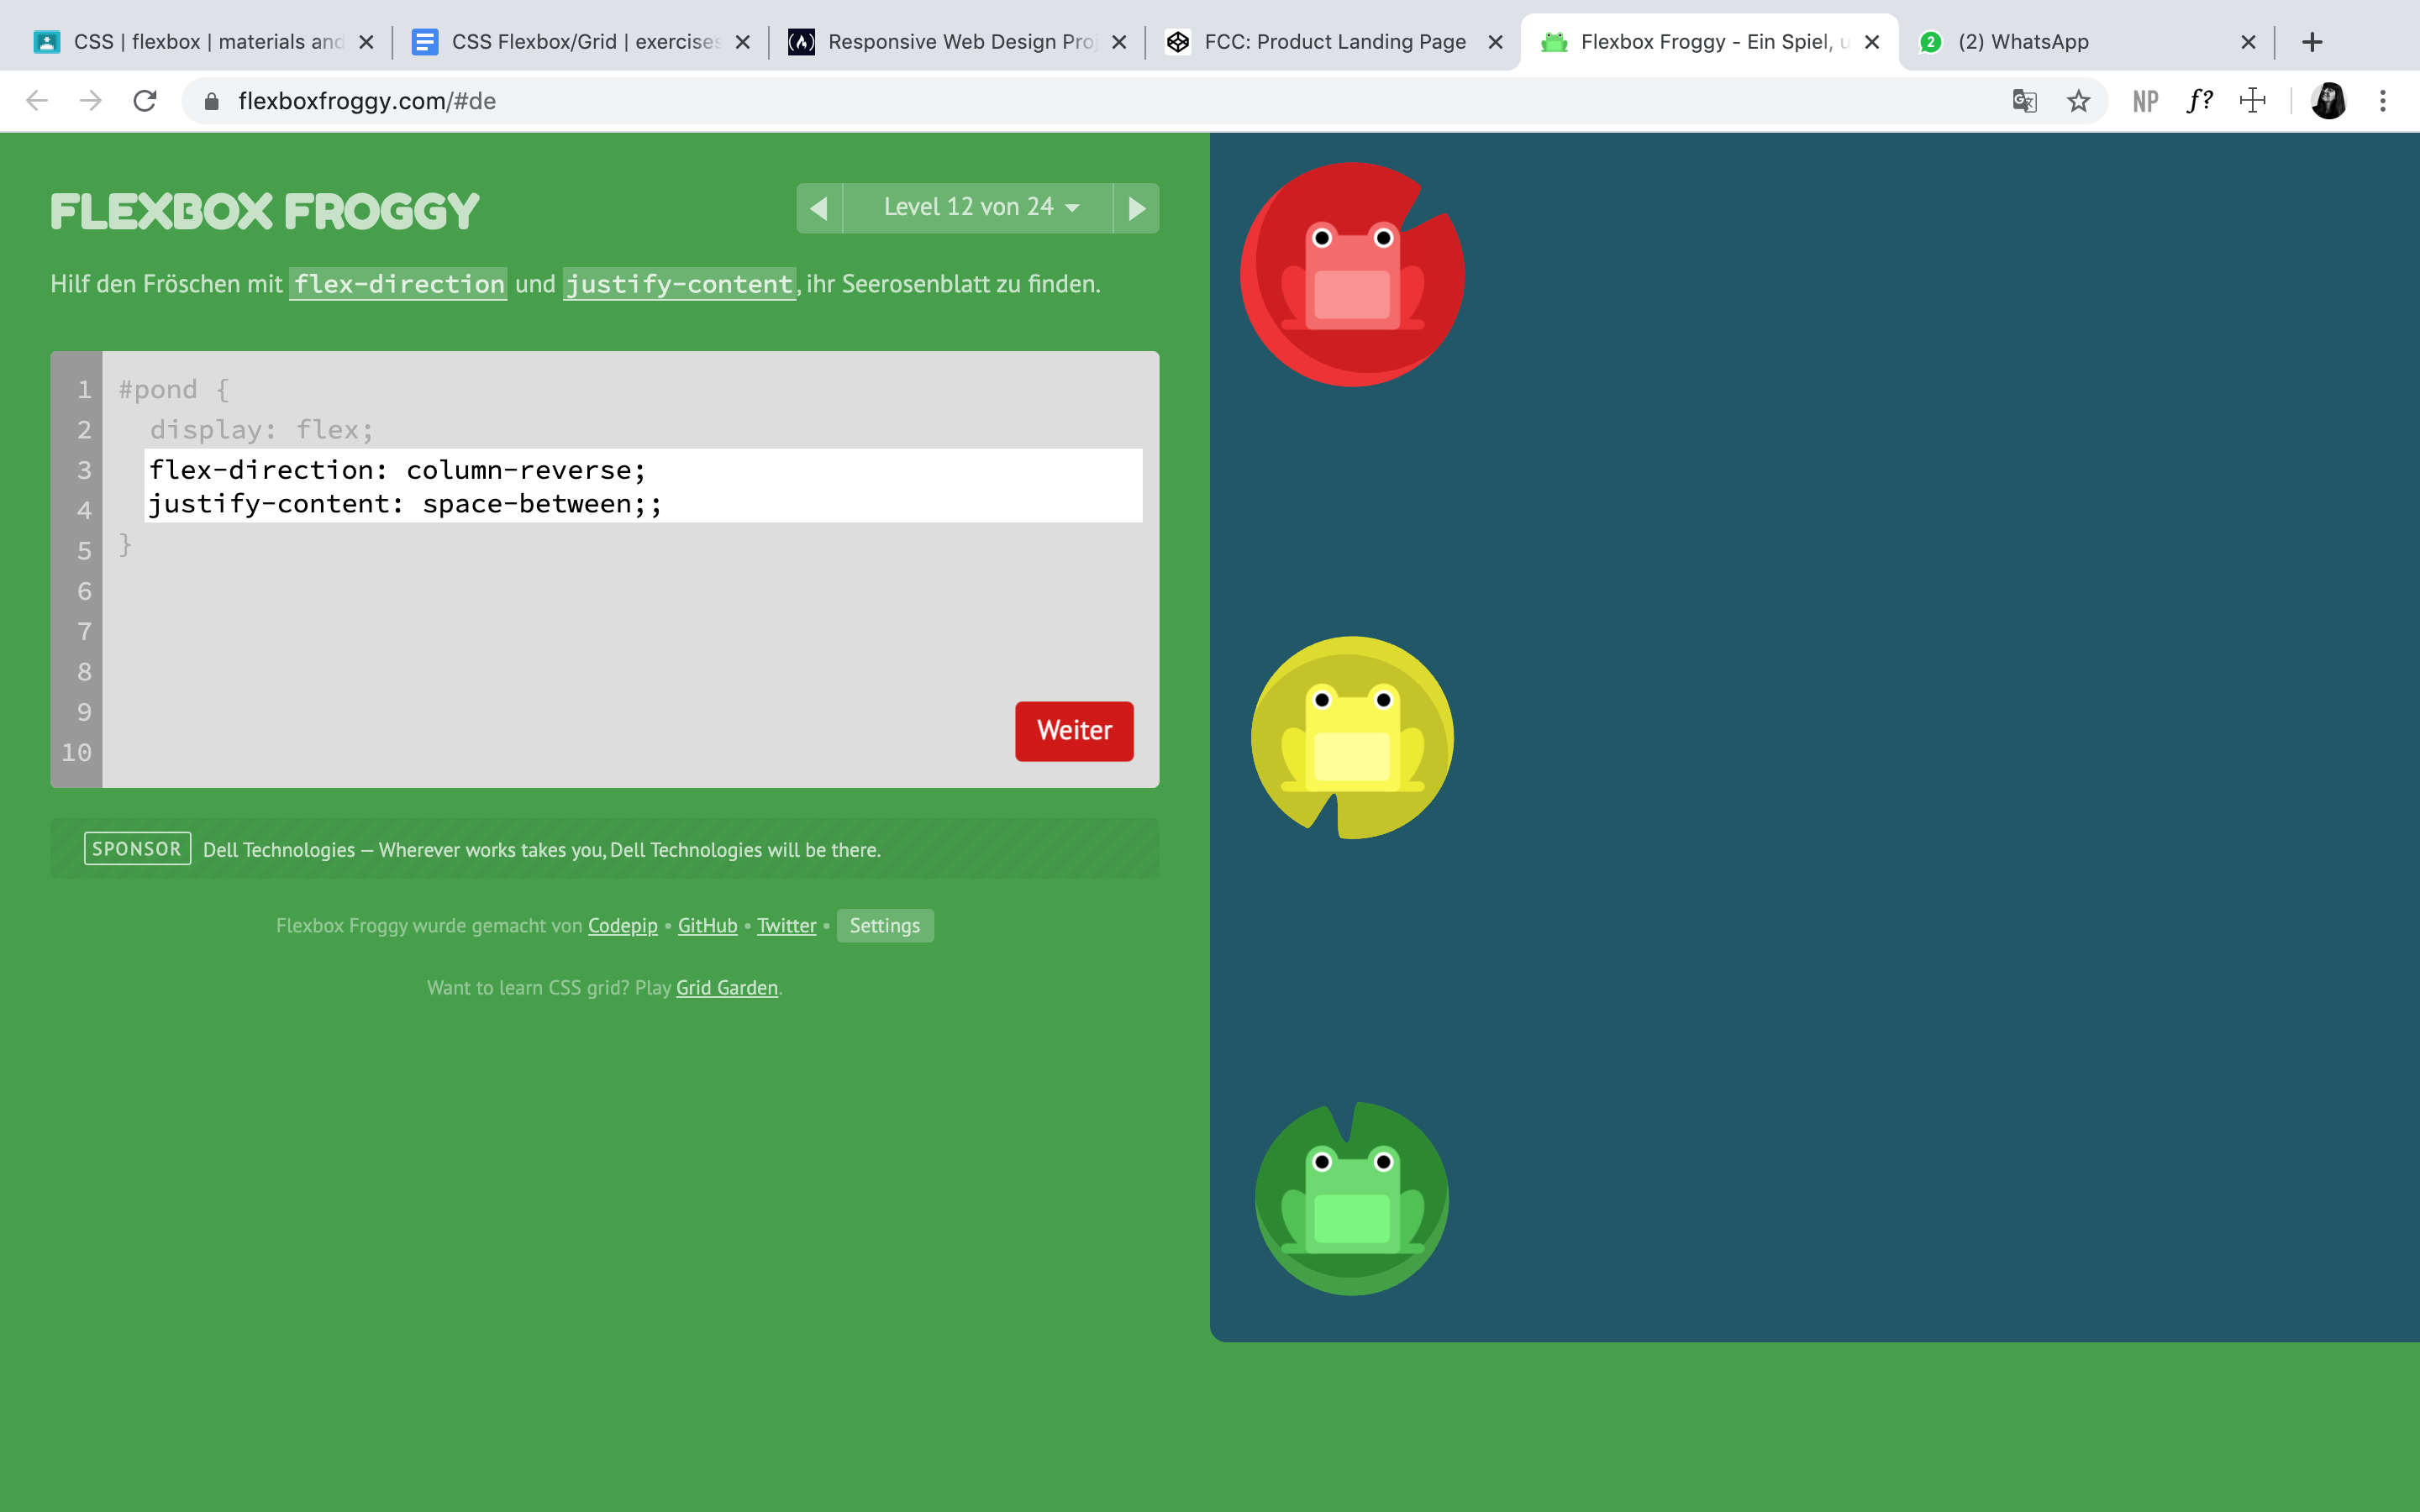 CSS | flexbox | materials and
CSS Flexbox/Grid | exercises
Responsive Web Design Proj
FCC: Product Landing Page
Flexbox Froggy - Ein Spiel, u
2
(2) WhatsApp
flexboxfroggy.com/#de
NP
f?
FLEXBOX FROGGY
Level 12 von 24
Hilf den Fröschen mit flex-direction und justify-content, ihr Seerosenblatt zu finden.
1 #pond {
2 display: flex;
3 flex-direction: column-reverse;
4 justify-content: space-between;;
5 }
6
7
8
9
10
Weiter
SPONSOR Dell Technologies — Wherever works takes you, Dell Technologies will be there.
Flexbox Froggy wurde gemacht von Codepip • GitHub • Twitter • Settings
Want to learn CSS grid? Play Grid Garden.